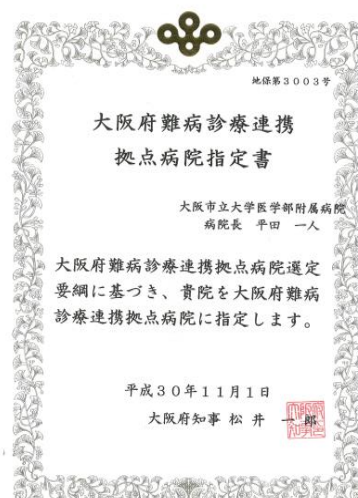 地保第3003号
大阪府難病診療連携
拠点病院指定書
大阪市立大学医学部附属病院
病院長 平田 一人
大阪府難病診療連携拠点病院選定
要綱に基づき、貴院を大阪府難病
診療連携拠点病院に指定します。
平成30年11月1日
大阪府知事 松井 一郎